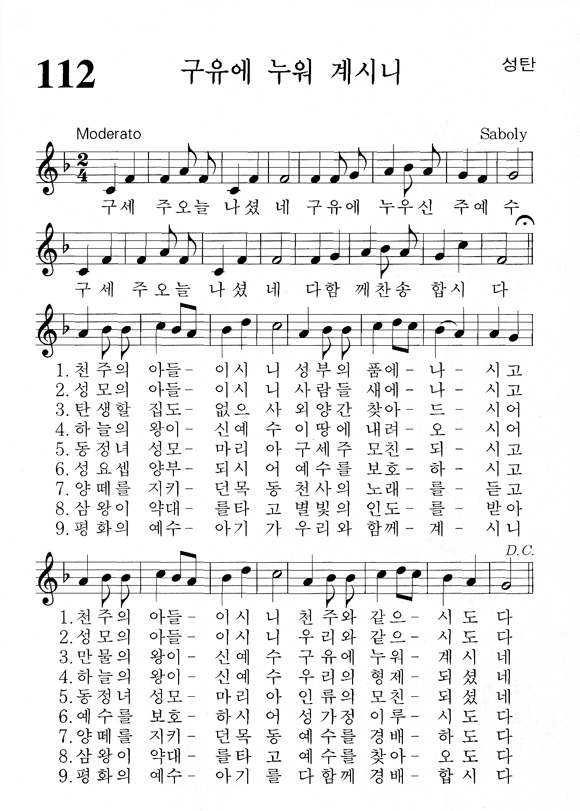 112 구유에 누워 계시니 성탄
Moderato Saboly
2
4
구세 주오늘 나셨 네 구유에 누우신 주예 수
구세 주오늘 나셨 네 다함 께찬송 합시 다
1. 천주의 아들- 이시 니 성부의 품에- 나- 시고
2. 성모의 아들- 이시 니 사람들 새에- 나- 시고
3. 탄생할 집도- 없으 사 외양간 찾아- 드- 시어
4. 하늘의 왕이- 신예 수 이땅에 내려- 오- 시어
5. 동정녀 성모- 마리 아 구세주 모친- 되- 시고
6. 성요셉 양부- 되시 어 예수를 보호- 하- 시고
7. 양떼를 지키- 던목 동 천사의 노래- 를- 듣고
8. 삼왕이 약대- 를타 고 별빛의 인도- 를- 받아
9. 평화의 예수- 아기 가 우리와 함께- 계- 시니
D.C.
1. 천주의 아들- 이시 니 천주와 같으- 시도 다
2. 성모의 아들- 이시 니 우리와 같으- 시도 다
3. 만물의 왕이- 신예 수 구유에 누워- 계시 네
4. 하늘의 왕이- 신예 수 우리의 형제- 되셨 네
5. 동정녀 성모- 마리 아 인류의 모친- 되셨 네
6. 예수를 보호- 하시 어 성가정 이루- 시도 다
7. 양떼를 지키- 던목 동 예수를 경배- 하도 다
8. 삼왕이 약대- 를타 고 예수를 찾아- 오도 다
9. 평화의 예수- 아기 를 다함께 경배- 합시 다